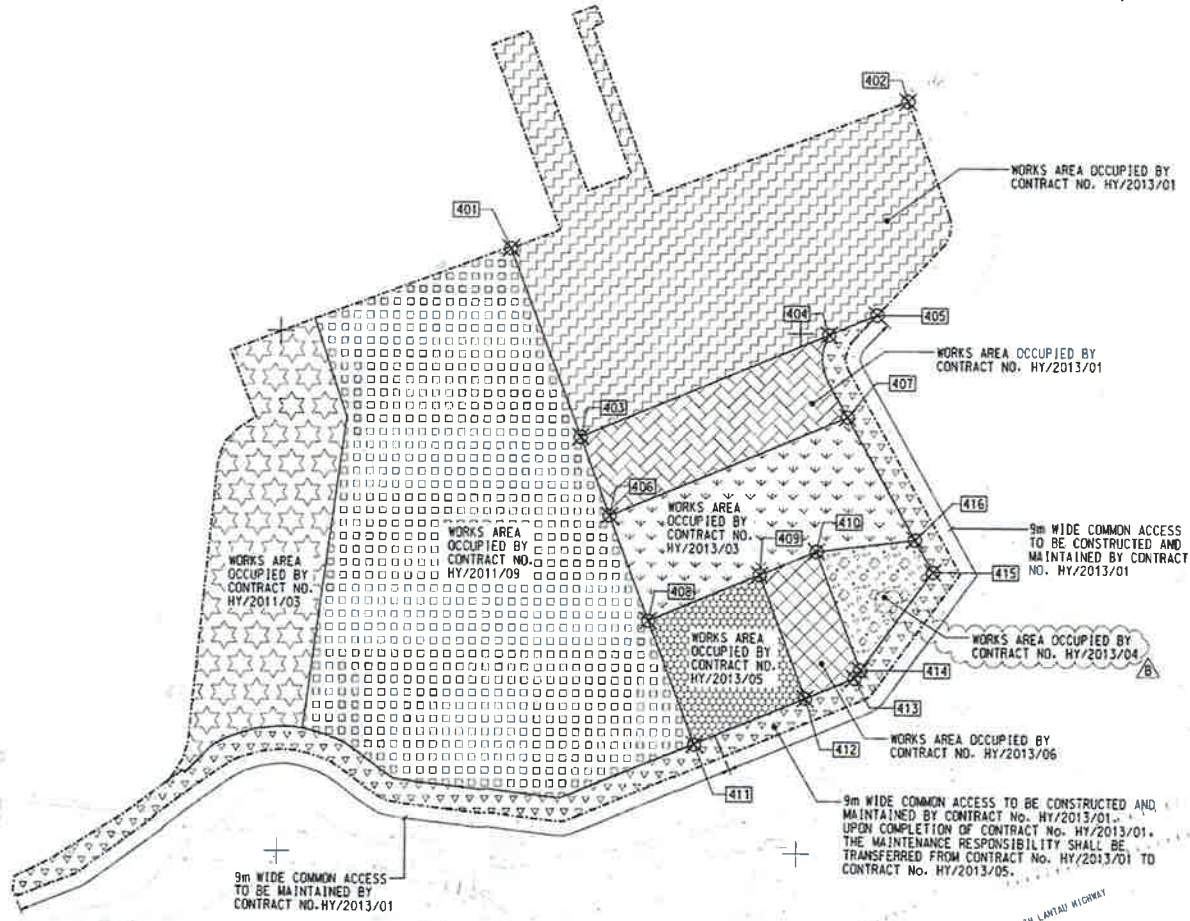 402
WORKS AREA OCCUPIED BY
CONTRACT NO. HY/2013/01
401
404
405
WORKS AREA OCCUPIED BY
CONTRACT NO. HY/2013/01
403
407
406
WORKS AREA
OCCUPIED BY
CONTRACT NO.
HY/2013/03
410
416
409
9m WIDE COMMON ACCESS
TO BE CONSTRUCTED AND
MAINTAINED BY CONTRACT
NO. HY/2013/01
WORKS AREA
OCCUPIED BY
CONTRACT NO.
HY/2011/09
WORKS AREA
OCCUPIED BY
CONTRACT NO.
HY/2011/03
415
408
WORKS AREA
OCCUPIED BY
CONTRACT NO.
HY/2013/05
WORKS AREA OCCUPIED BY
CONTRACT NO. HY/2013/04
B
414
413
412
WORKS AREA OCCUPIED BY
CONTRACT NO. HY/2013/06
411
9m WIDE COMMON ACCESS TO BE CONSTRUCTED AND
MAINTAINED BY CONTRACT No. HY/2013/01.
UPON COMPLETION OF CONTRACT No. HY/2013/01.
THE MAINTENANCE RESPONSIBILITY SHALL BE
TRANSFERRED FROM CONTRACT No. HY/2013/01 TO
CONTRACT No. HY/2013/05.
9m WIDE COMMON ACCESS
TO BE MAINTAINED BY
CONTRACT NO.HY/2013/01
LANTAU HIGHWAY